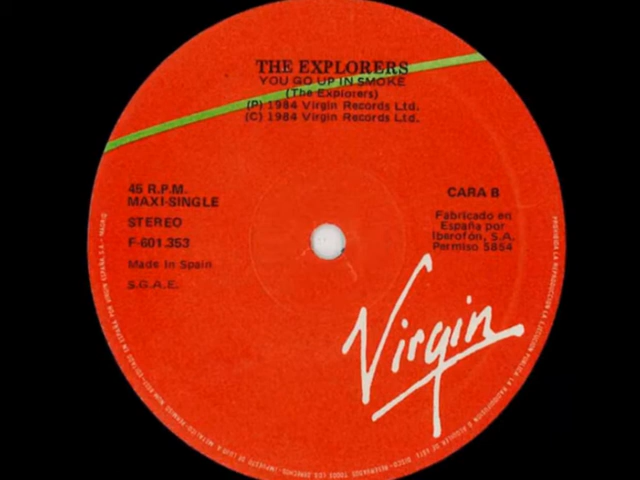 THE EXPLORERS
YOU GO UP IN SMOKE
(The Explorers)
(P) 1984 Virgin Records Ltd.
(C) 1984 Virgin Records Ltd.
45 R.P.M.
MAXI-SINGLE
STEREO
F-601.353
Made in Spain
S.G.A.E.
CARA B
Fabricado en
España por
Iberofón, S.A.
Permiso 5854
Virgin